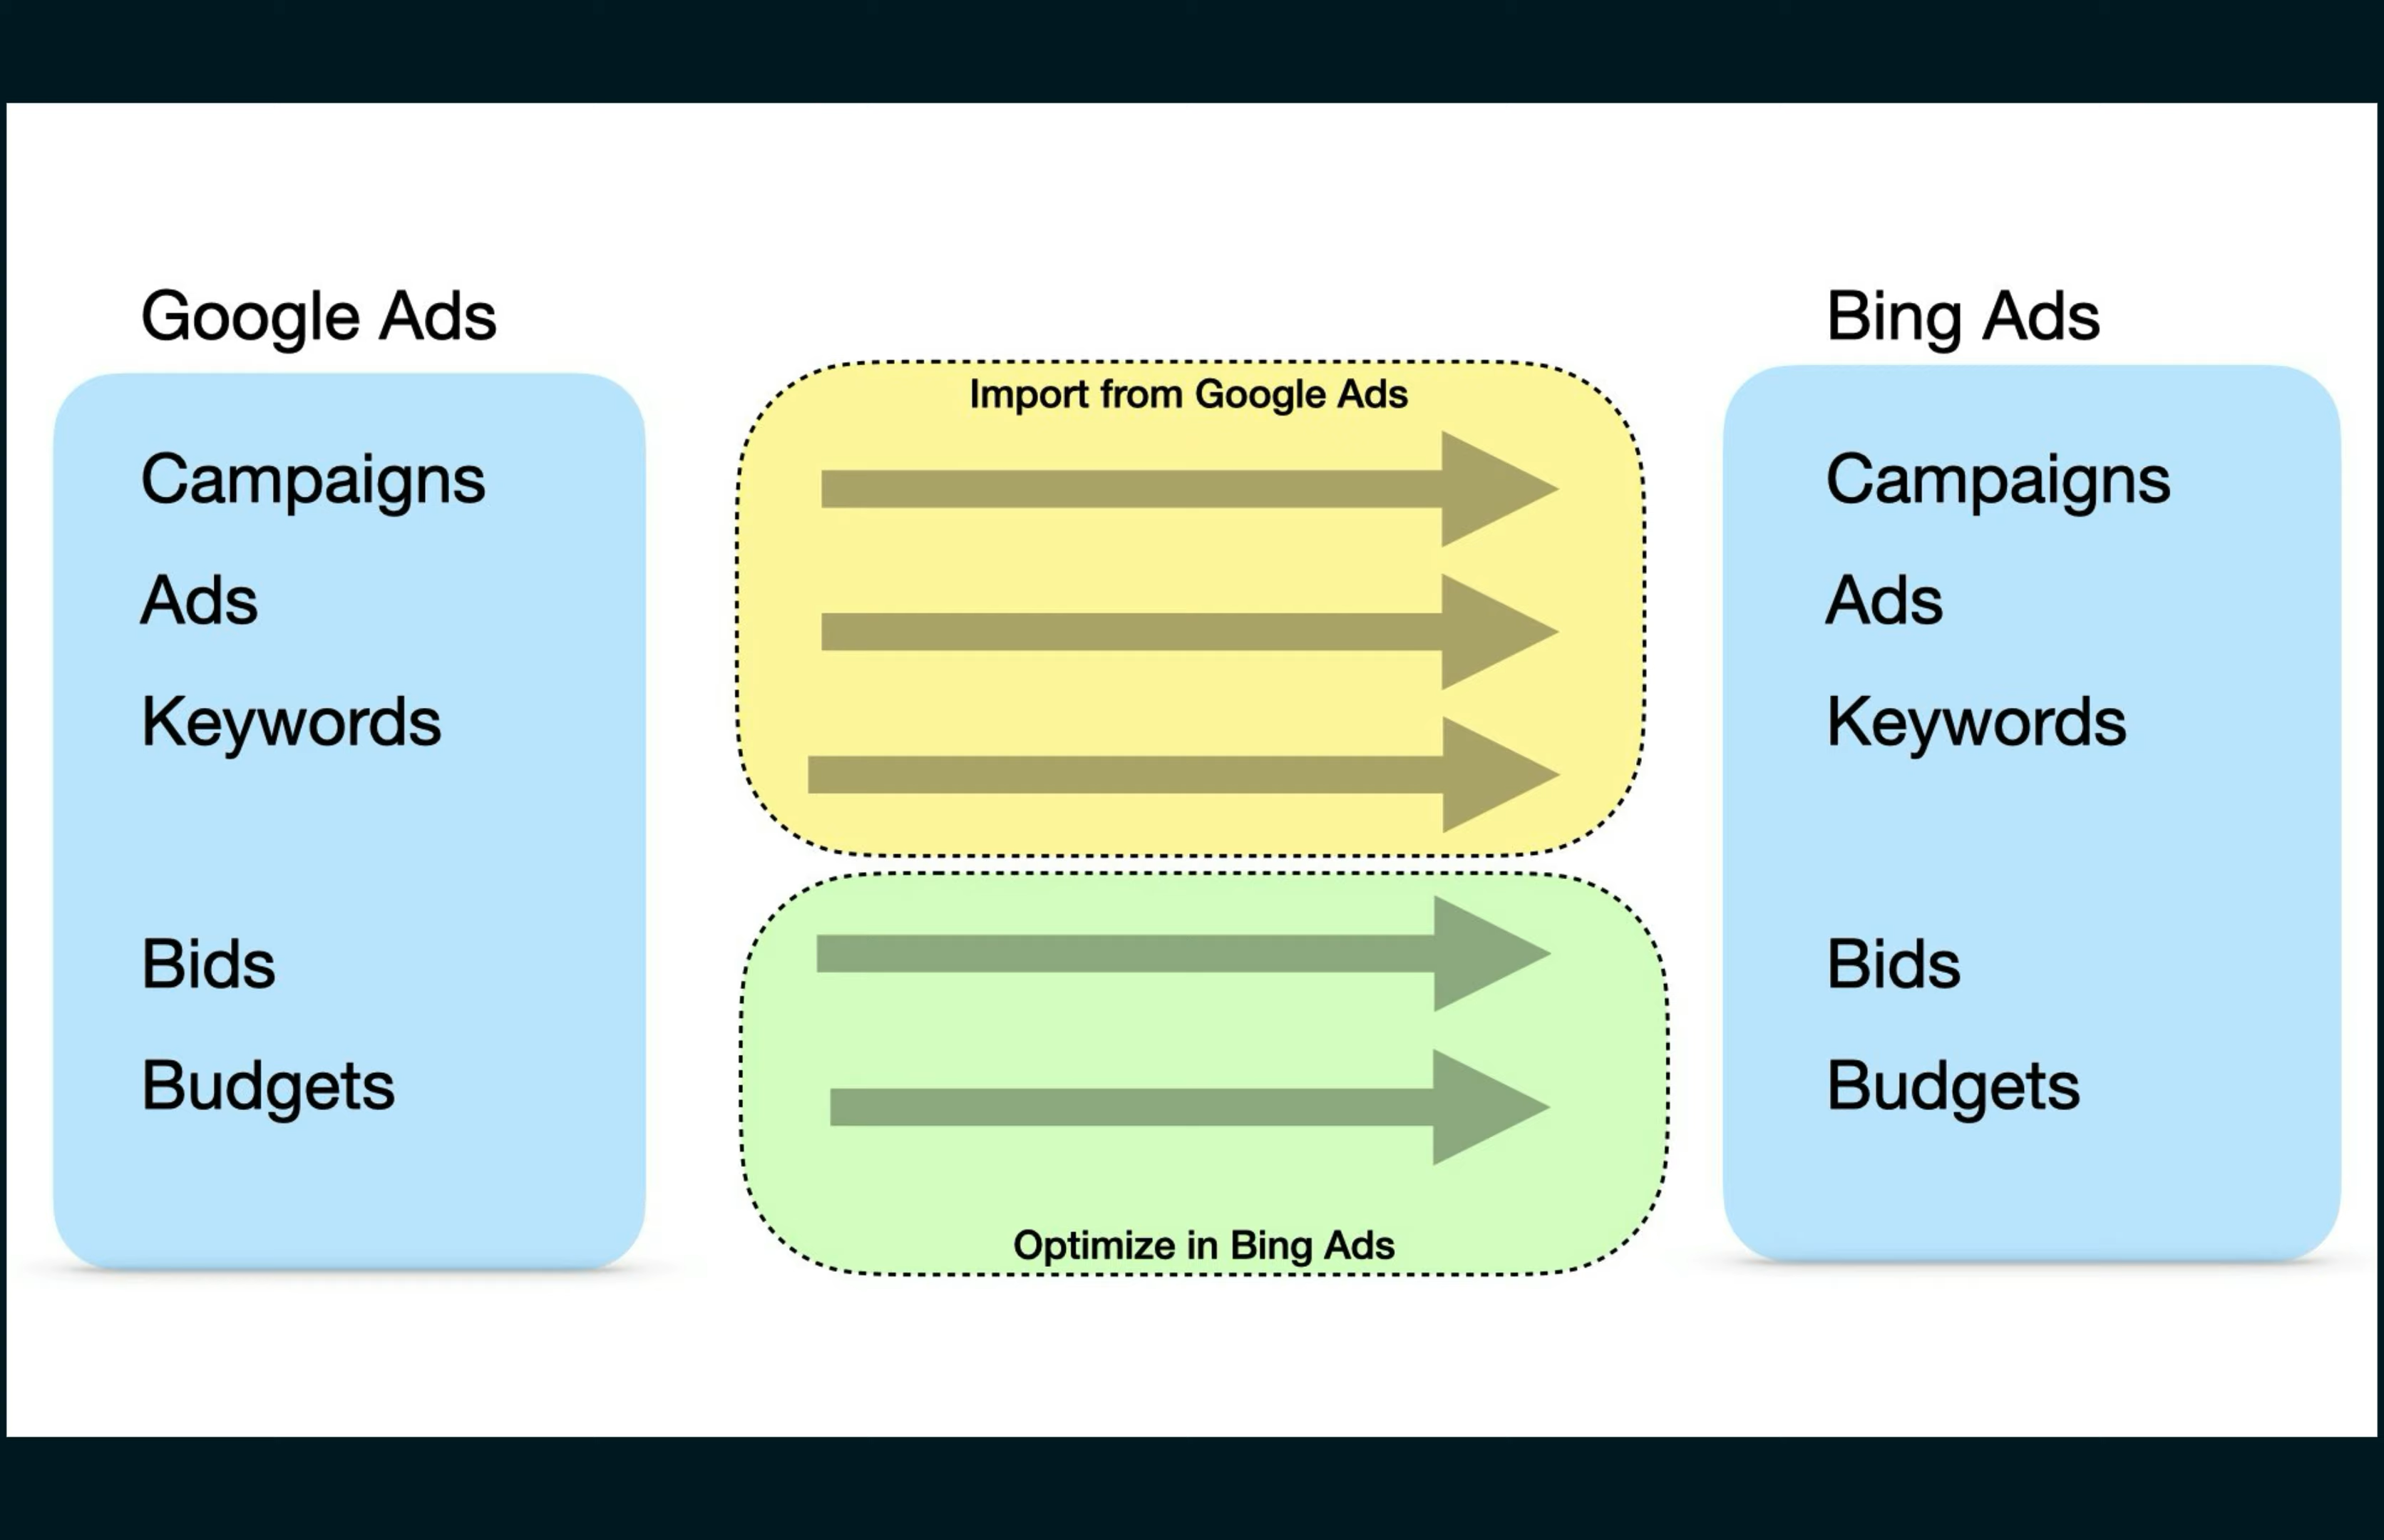 Google Ads
Campaigns
Ads
Keywords
Bids
Budgets
Import from Google Ads
Optimize in Bing Ads
Bing Ads
Campaigns
Ads
Keywords
Bids
Budgets